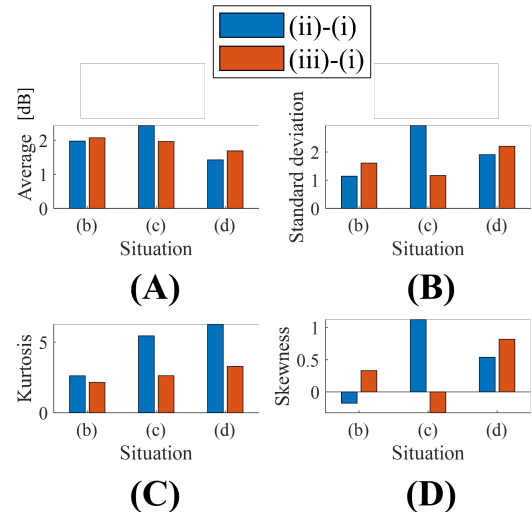 (ii)-(i)
(iii)-(i)
Average [dB]
2
1
0
(b) (c) (d)
Situation
(A)
Standard deviation
2
1
0
(b) (c) (d)
Situation
(B)
Kurtosis
5
0
(b) (c) (d)
Situation
(C)
Skewness
1
0.5
0
(b) (c) (d)
Situation
(D)